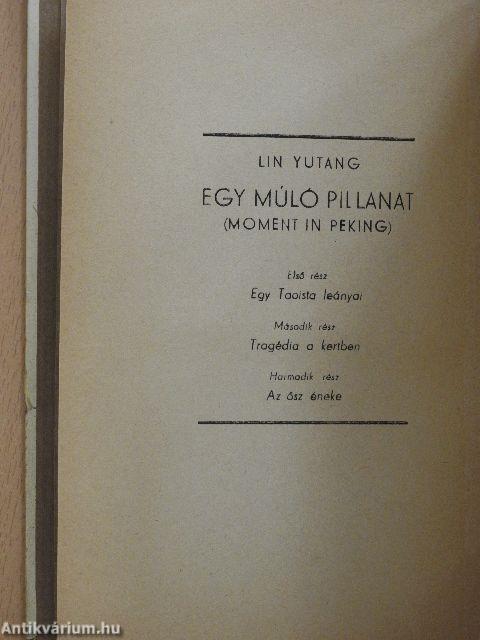 LIN YUTANG
EGY MÚLÓ PILLANAT
(MOMENT IN PEKING)
Első rész
Egy Taoista leányai
Második rész
Tragédia a kertben
Harmadik rész
Az ősz éneke
Antikvárium.hu